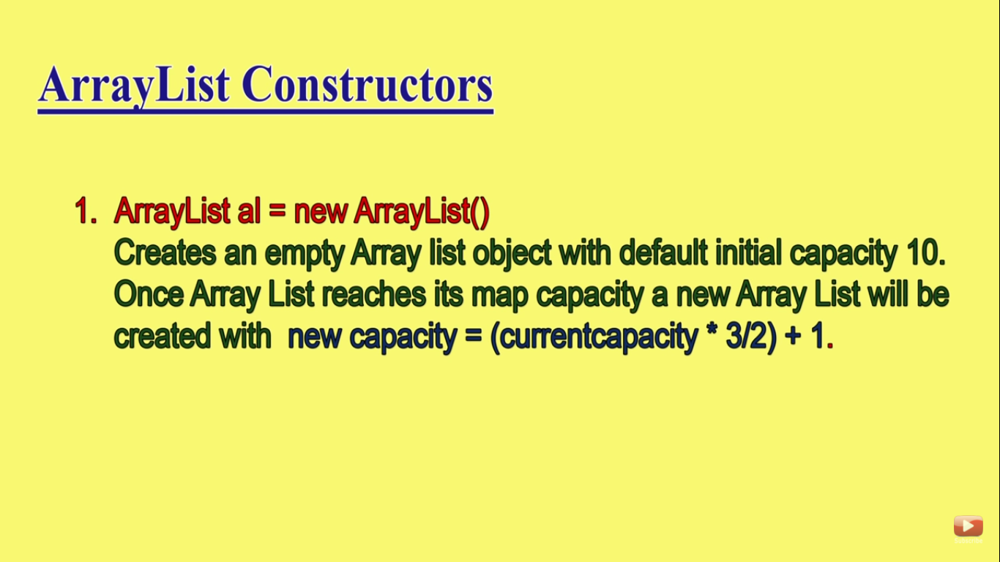 ArrayList Constructors
1. ArrayList al = new ArrayList()
Creates an empty Array list object with default initial capacity 10.
Once Array List reaches its map capacity a new Array List will be
created with new capacity = (currentcapacity * 3/2) + 1.